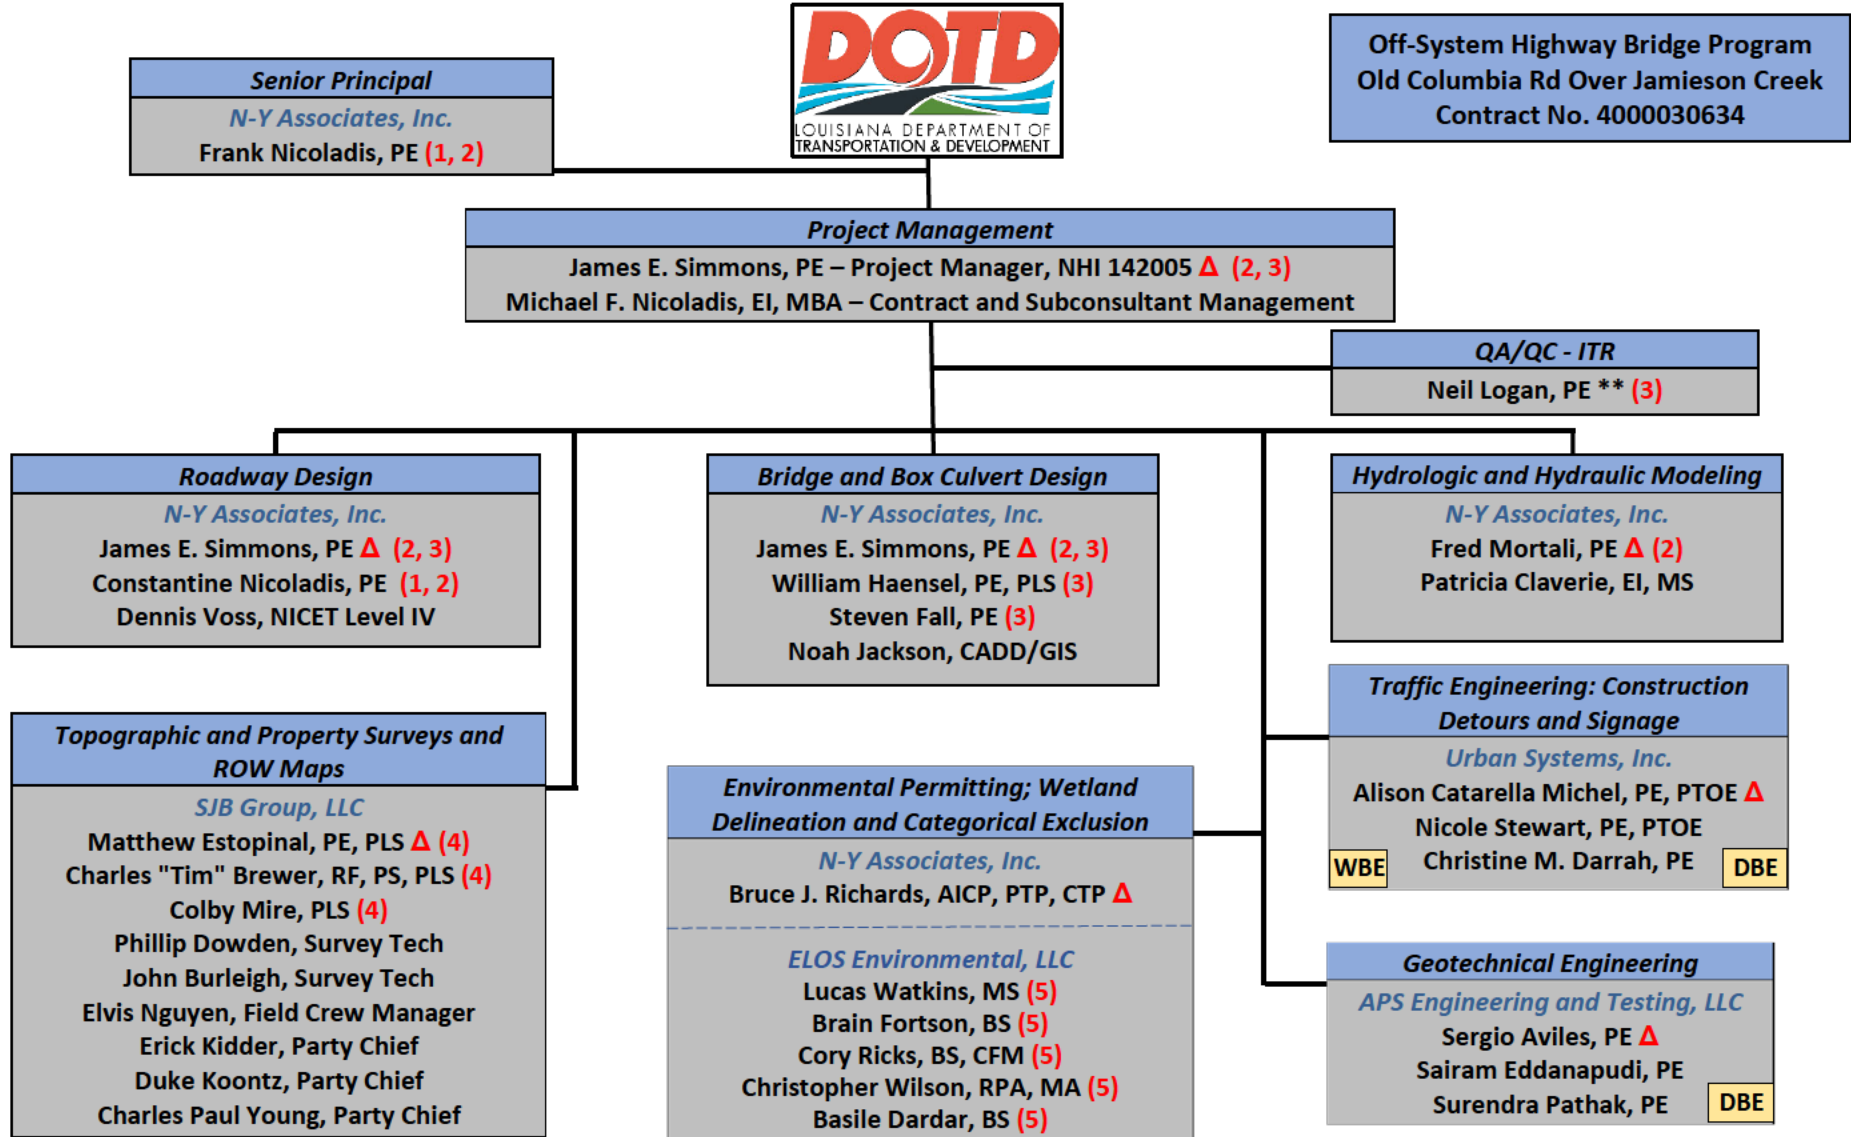 DOTD
LOUISIANA DEPARTMENT OF
TRANSPORTATION & DEVELOPMENT
Off-System Highway Bridge Program
Old Columbia Rd Over Jamieson Creek
Contract No. 4000030634
Senior Principal
N-Y Associates, Inc.
Frank Nicoladis, PE (1, 2)
Project Management
James E. Simmons, PE – Project Manager, NHI 142005 Δ (2, 3)
Michael F. Nicoladis, EI, MBA – Contract and Subconsultant Management
QA/QC - ITR
Neil Logan, PE ** (3)
Roadway Design
N-Y Associates, Inc.
James E. Simmons, PE Δ (2, 3)
Constantine Nicoladis, PE (1, 2)
Dennis Voss, NICET Level IV
Bridge and Box Culvert Design
N-Y Associates, Inc.
James E. Simmons, PE Δ (2, 3)
William Haensel, PE, PLS (3)
Steven Fall, PE (3)
Noah Jackson, CADD/GIS
Hydrologic and Hydraulic Modeling
N-Y Associates, Inc.
Fred Mortali, PE Δ (2)
Patricia Claverie, EI, MS
Topographic and Property Surveys and
ROW Maps
SJB Group, LLC
Matthew Estopinal, PE, PLS Δ (4)
Charles "Tim" Brewer, RF, PS, PLS (4)
Colby Mire, PLS (4)
Phillip Dowden, Survey Tech
John Burleigh, Survey Tech
Elvis Nguyen, Field Crew Manager
Erick Kidder, Party Chief
Duke Koontz, Party Chief
Charles Paul Young, Party Chief
Environmental Permitting; Wetland
Delineation and Categorical Exclusion
N-Y Associates, Inc.
Bruce J. Richards, AICP, PTP, CTP Δ
ELOS Environmental, LLC
Lucas Watkins, MS (5)
Brain Fortson, BS (5)
Cory Ricks, BS, CFM (5)
Christopher Wilson, RPA, MA (5)
Basile Dardar, BS (5)
Traffic Engineering: Construction
Detours and Signage
Urban Systems, Inc.
Alison Catarella Michel, PE, PTOE Δ
Nicole Stewart, PE, PTOE
Christine M. Darrah, PE
WBE
DBE
Geotechnical Engineering
APS Engineering and Testing, LLC
Sergio Aviles, PE Δ
Sairam Eddanapudi, PE
Surendra Pathak, PE
DBE